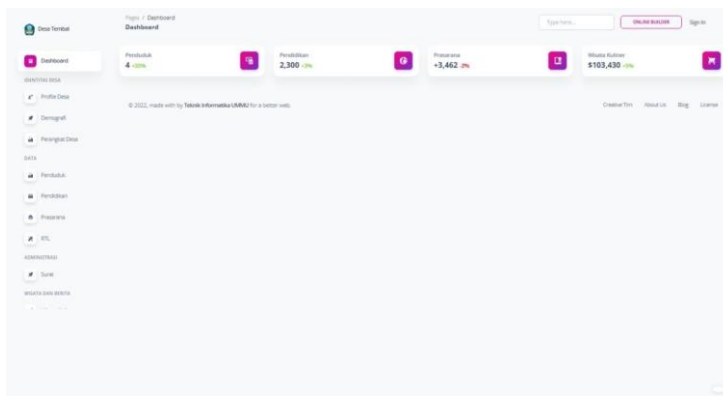 Desa Tembal
Dashboard
IDENTITAS DESA
Profile Desa
Demografi
Perangkat Desa
DATA
Penduduk
Pendidikan
Prasarana
RTL
ADMINISTRASI
Surat
WISATA DAN BERITA
Pages / Dashboard
Dashboard
Type here...
ONLINE BUILDER
Sign In
Penduduk
4 +55%
Pendidikan
2,300 +3%
Prasarana
+3,462 -2%
Wisata Kuliner
$103,430 +5%
© 2022, made with by Teknik Informatika UMMU for a better web.
Creative Tim
About Us
Blog
License